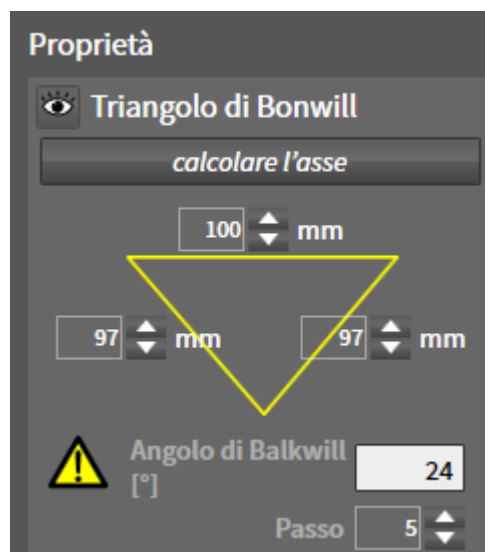 Proprietà
Triangolo di Bonwill
calcolare l'asse
100 mm
97 mm 97 mm
Angolo di Balkwill
[°] 24
Passo 5